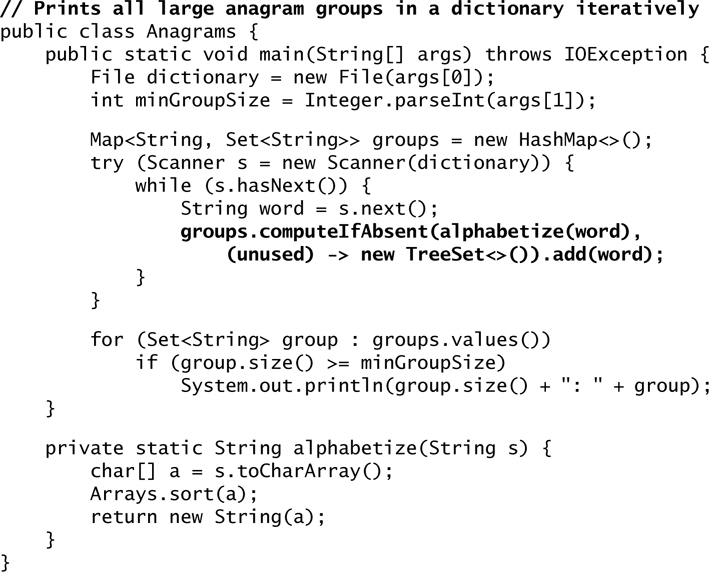 // Prints all large anagram groups in a dictionary iteratively
public class Anagrams {
    public static void main(String[] args) throws IOException {
        File dictionary = new File(args[0]);
        int minGroupSize = Integer.parseInt(args[1]);

        Map<String, Set<String>> groups = new HashMap<>();
        try (Scanner s = new Scanner(dictionary)) {
            while (s.hasNext()) {
                String word = s.next();
                groups.computeIfAbsent(alphabetize(word),
                    (unused) -> new TreeSet<>()).add(word);
            }
        }

        for (Set<String> group : groups.values())
            if (group.size() >= minGroupSize)
                System.out.println(group.size() + ": " + group);
    }

    private static String alphabetize(String s) {
        char[] a = s.toCharArray();
        Arrays.sort(a);
        return new String(a);
    }
}